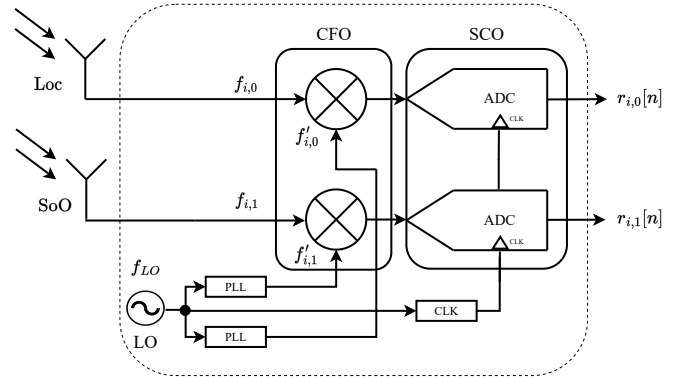 CFO SCO
Loc
f_{i,0}
f'_{i,0}
ADC
CLK
r_{i,0}[n]
SoO
f_{i,1}
f'_{i,1}
ADC
CLK
r_{i,1}[n]
f_{LO}
LO
PLL
CLK
PLL